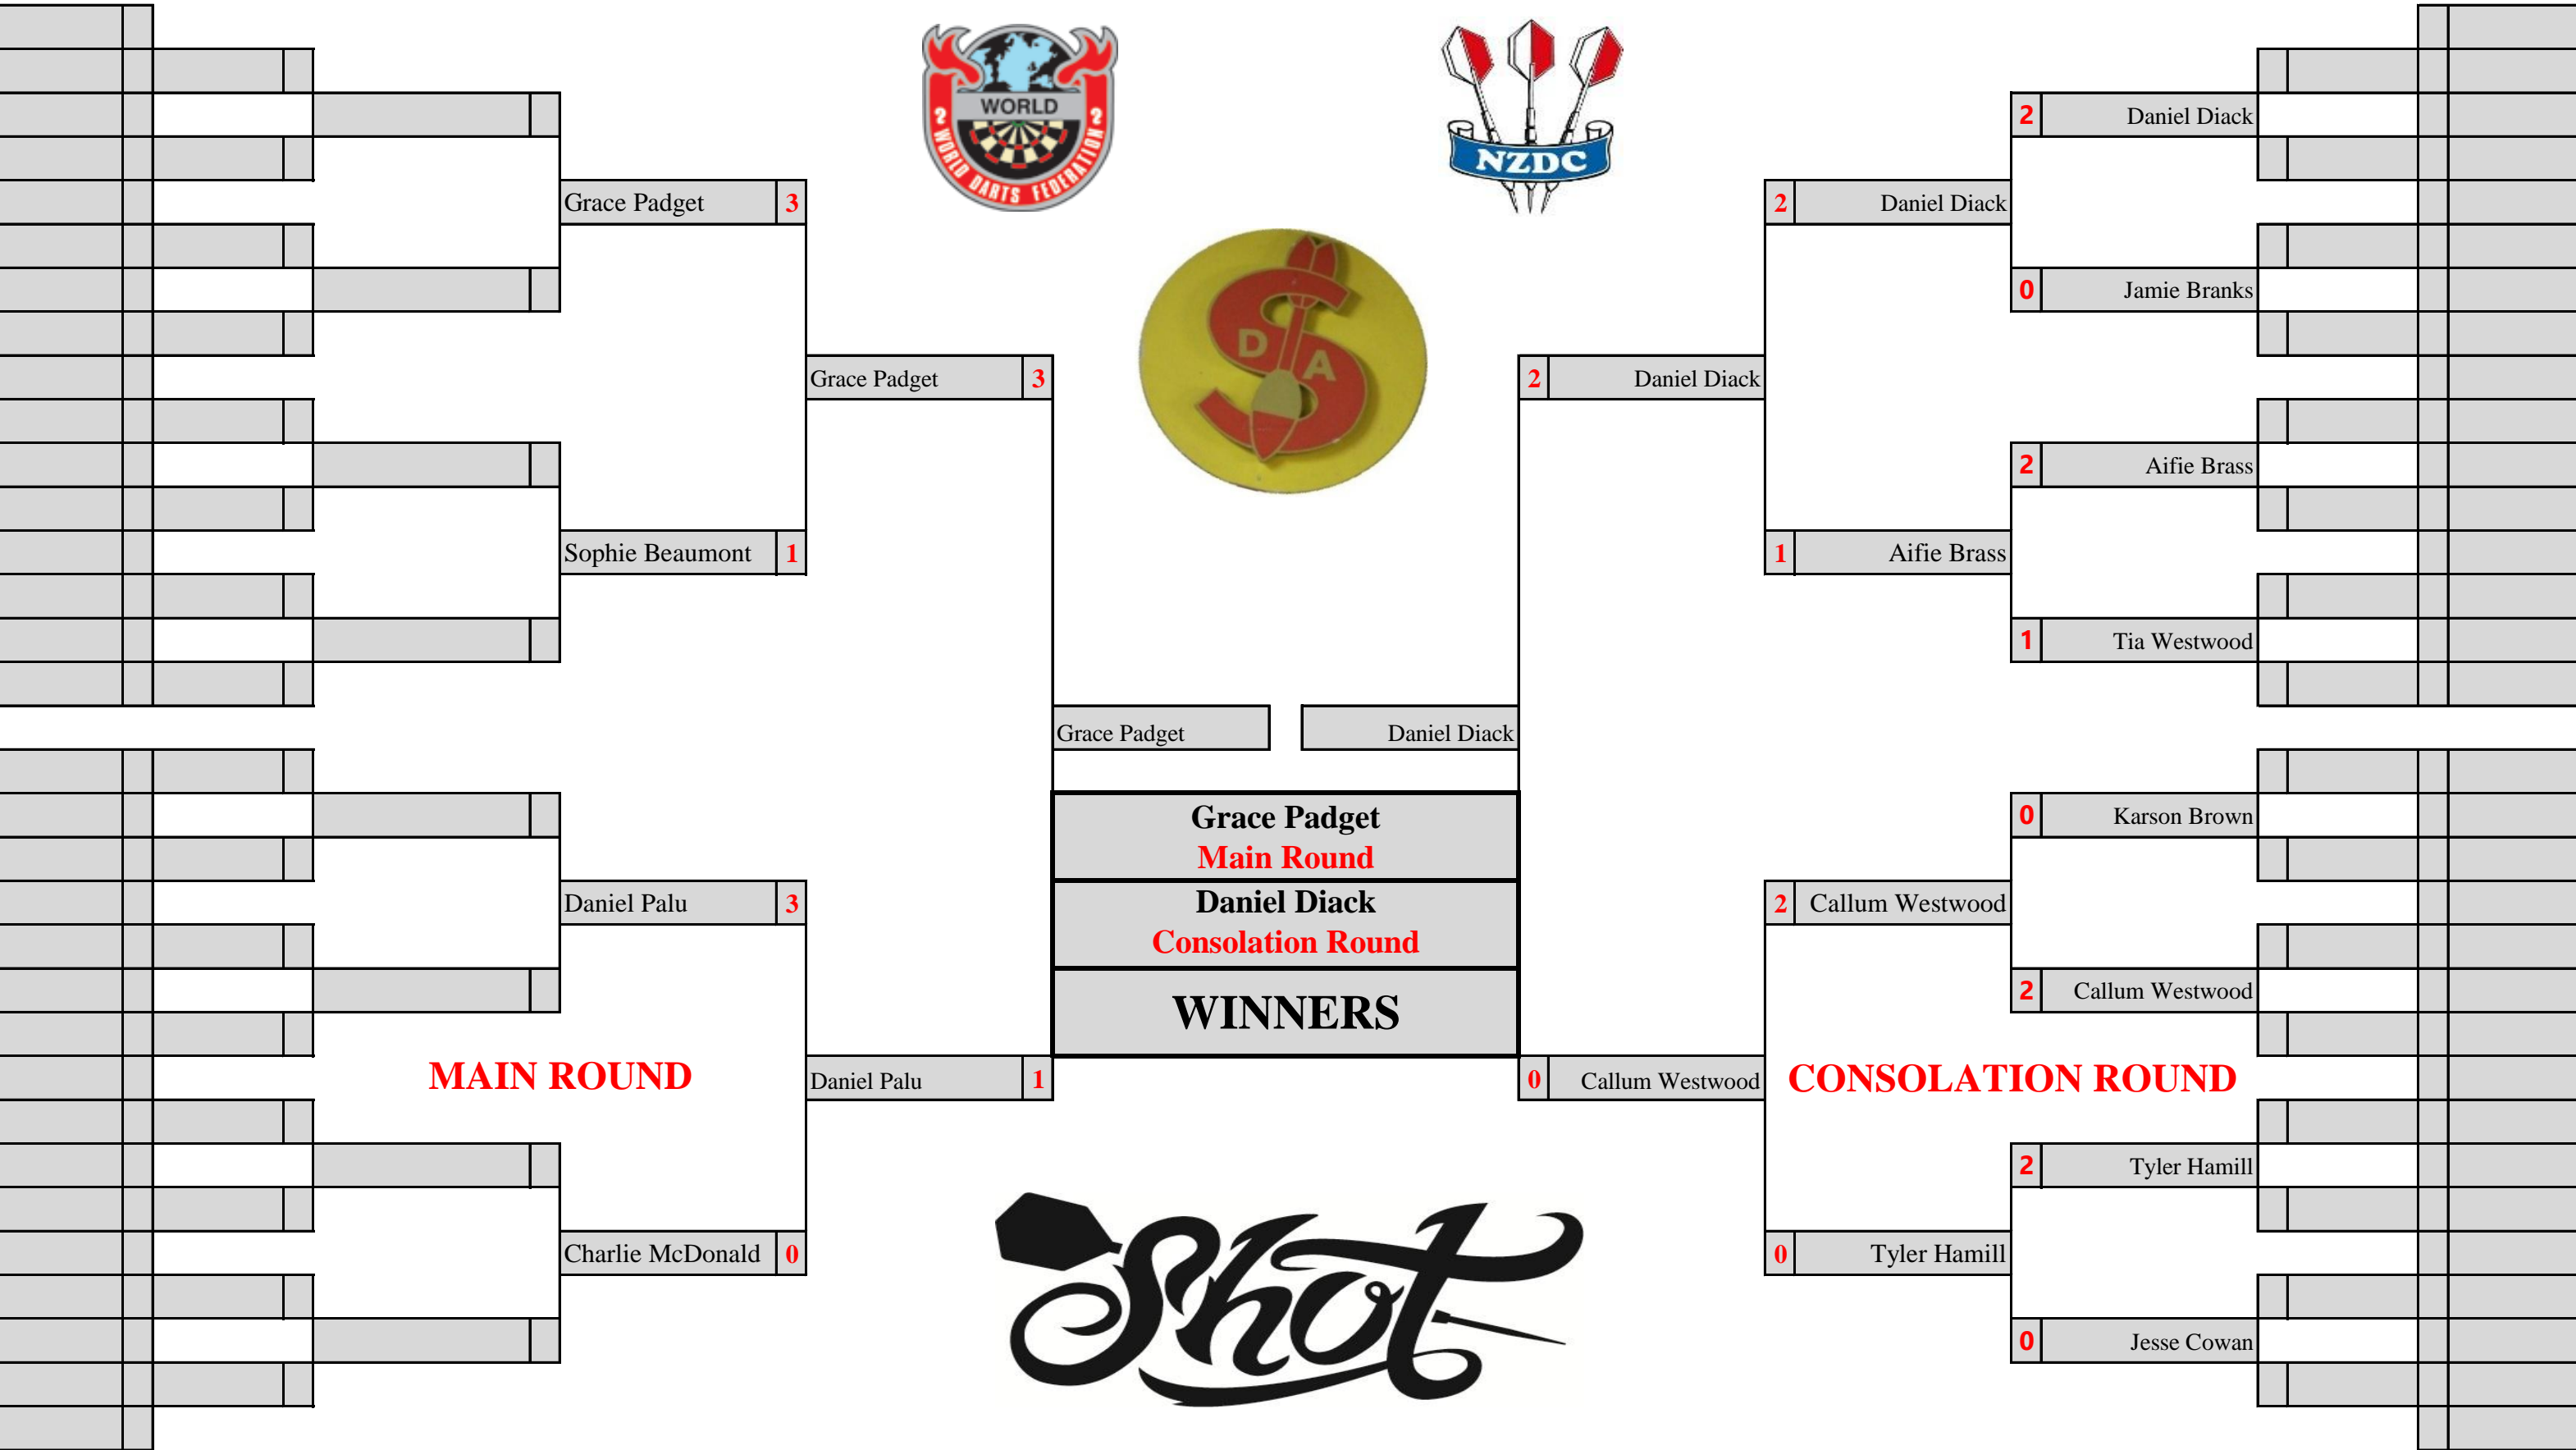 WORLD
2 WORLD DARTS FEDERATION 2
NZDC
D A
2 Daniel Diack
Grace Padget 3
2 Daniel Diack
0 Jamie Branks
Grace Padget 3
2 Daniel Diack
2 Aifie Brass
Sophie Beaumont 1
1 Aifie Brass
1 Tia Westwood
Grace Padget
Daniel Diack
Grace Padget
Main Round
Daniel Diack
Consolation Round
WINNERS
0 Karson Brown
Daniel Palu 3
2 Callum Westwood
2 Callum Westwood
MAIN ROUND
Daniel Palu 1
0 Callum Westwood
CONSOLATION ROUND
2 Tyler Hamill
Charlie McDonald 0
0 Tyler Hamill
0 Jesse Cowan
Shot